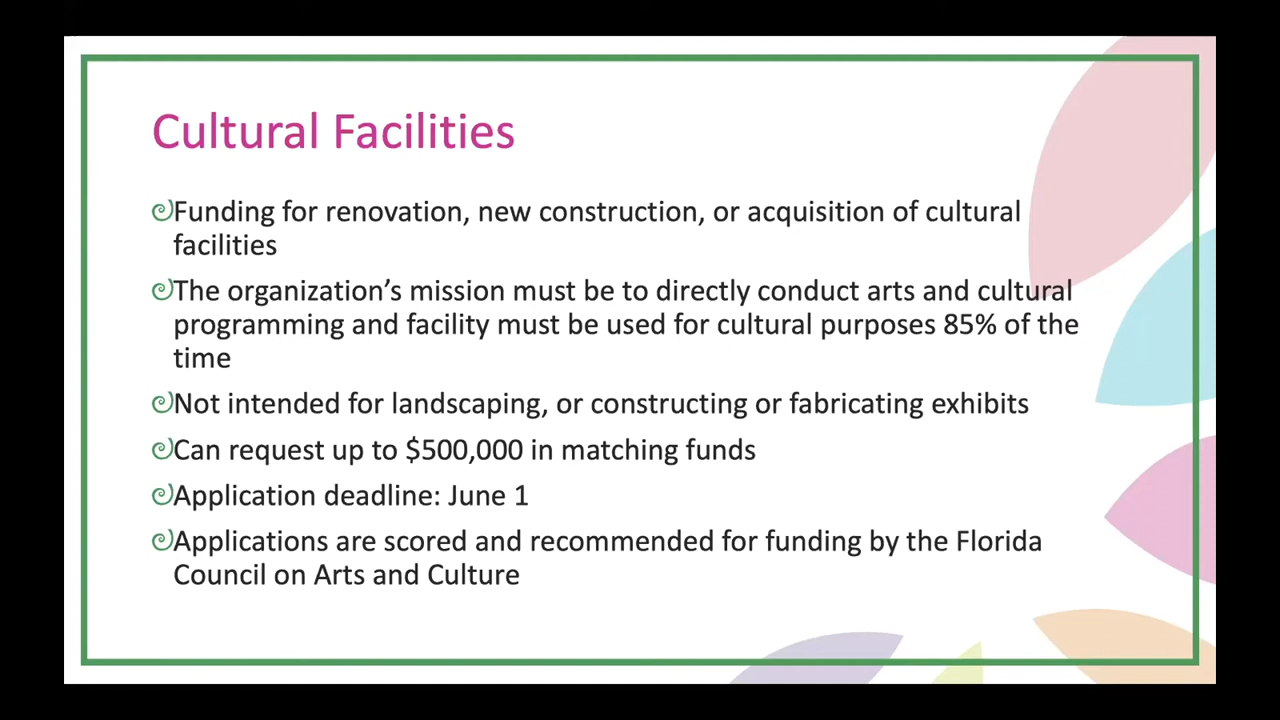 Cultural Facilities
Funding for renovation, new construction, or acquisition of cultural
facilities
The organization’s mission must be to directly conduct arts and cultural
programming and facility must be used for cultural purposes 85% of the
time
Not intended for landscaping, or constructing or fabricating exhibits
Can request up to $500,000 in matching funds
Application deadline: June 1
Applications are scored and recommended for funding by the Florida
Council on Arts and Culture